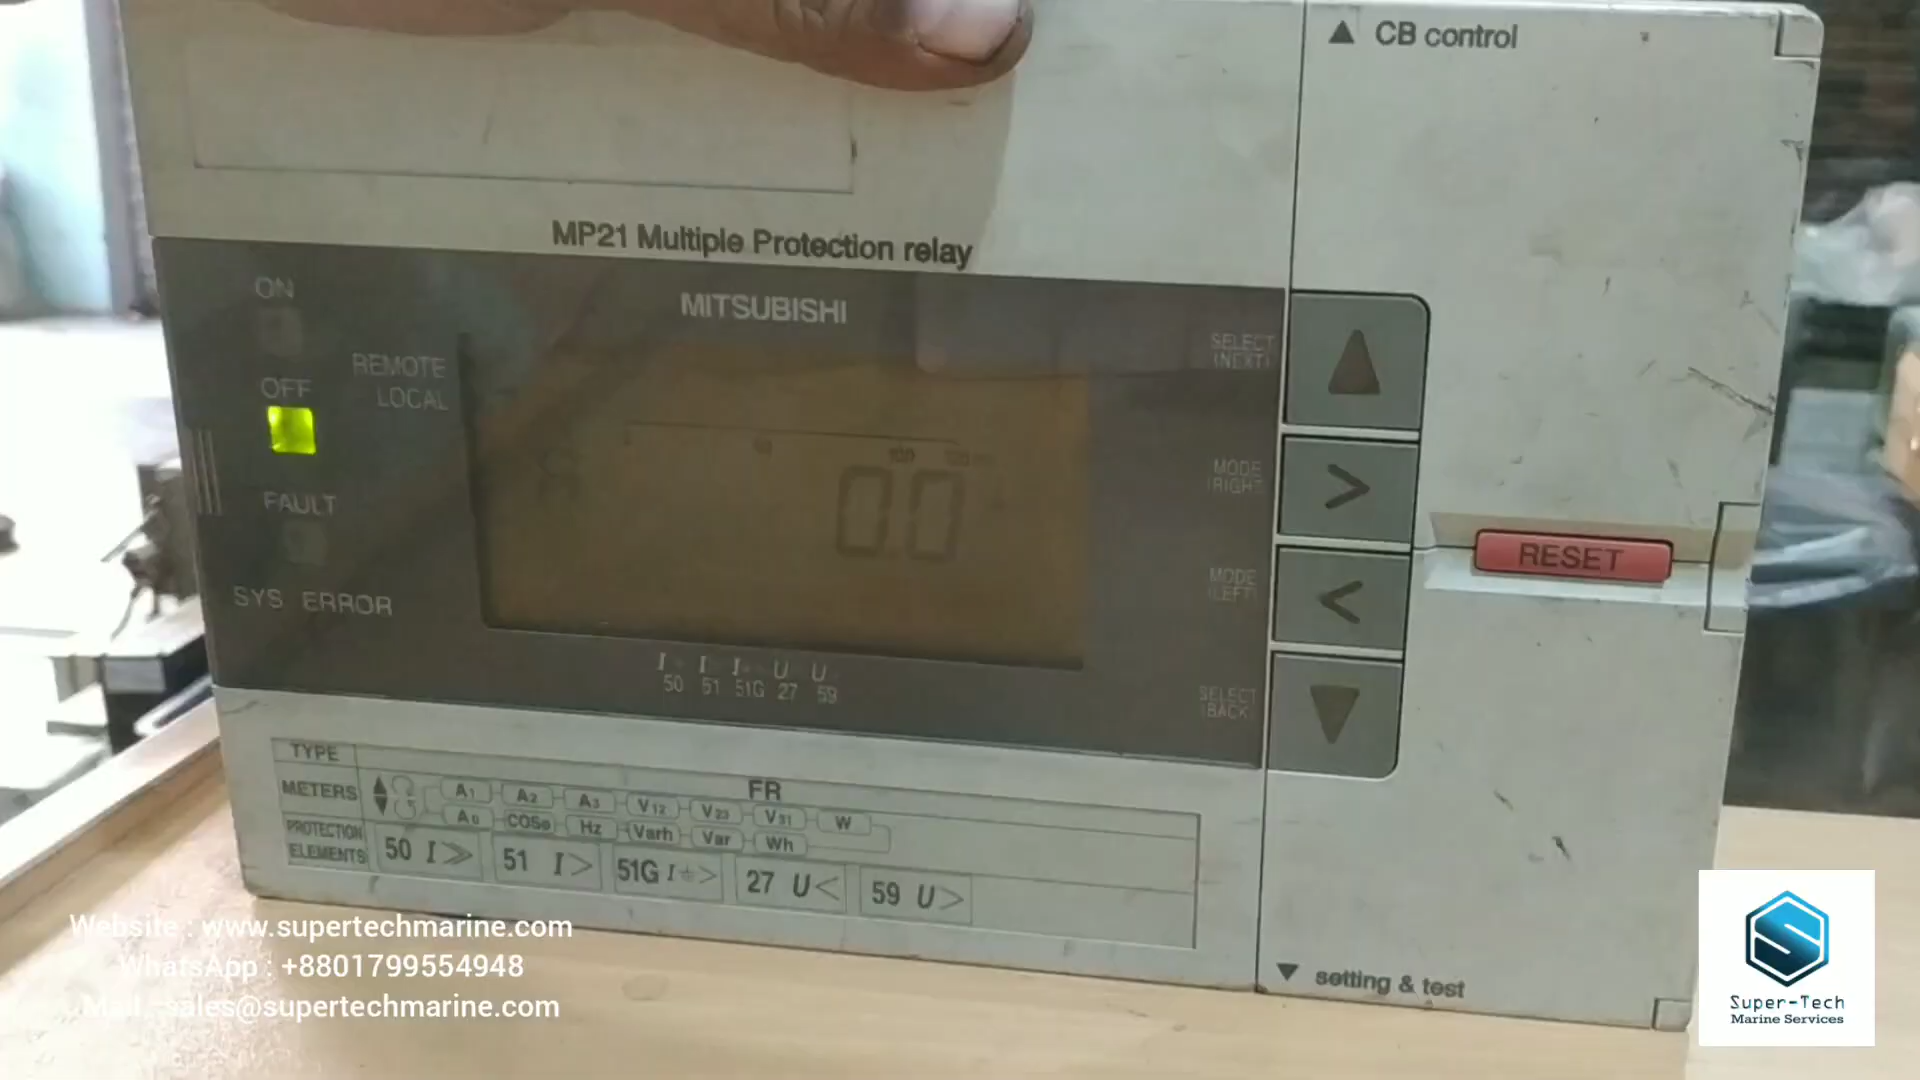 ▲ CB control
MP21 Multiple Protection relay
MITSUBISHI
ON
OFF
REMOTE
LOCAL
FAULT
SYS ERROR
SELECT
(NEXT)
MODE
(RIGHT)
MODE
(LEFT)
SELECT
(BACK)
00
>
<
RESET
50 51 51G 27 59
TYPE
FR
METERS
A1 A2 A3 V12 V23 V31 W
A0 COSø Hz Varh Var Wh
PROTECTION
ELEMENTS
50 I≫ 51 I> 51G I⏚> 27 U< 59 U>
▼ setting & test
Website : www.supertechmarine.com
WhatsApp : +8801799554948
Mail : sales@supertechmarine.com
Super-Tech
Marine Services